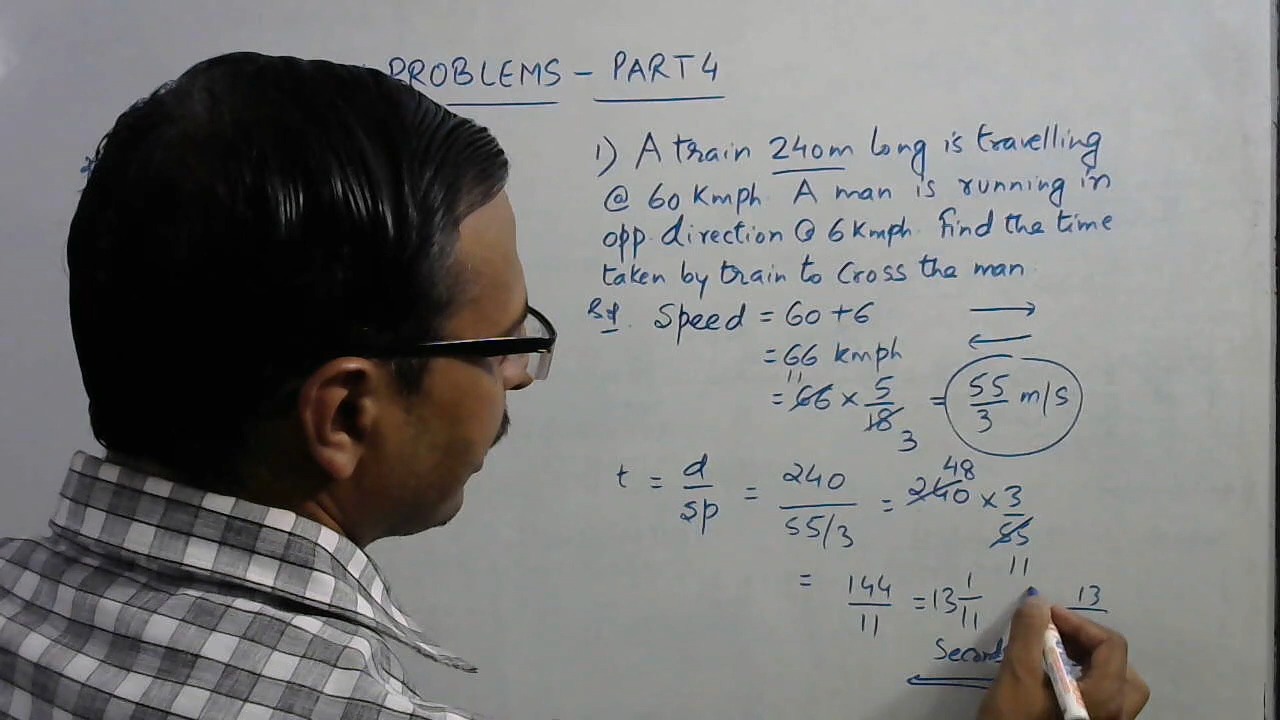 PROBLEMS - PART 4
1) A train 240m long is travelling
@ 60 Kmph. A man is running in
opp. direction @ 6 Kmph. Find the time
taken by train to cross the man.
Speed = 60 + 6
= 66 kmph
11
= 66 × 5/18 = 55/3 m/s
3
t = d/sp = 240/55/3 = 240 × 3/55
48
11
= 144/11 = 13 1/11
13
Seconds